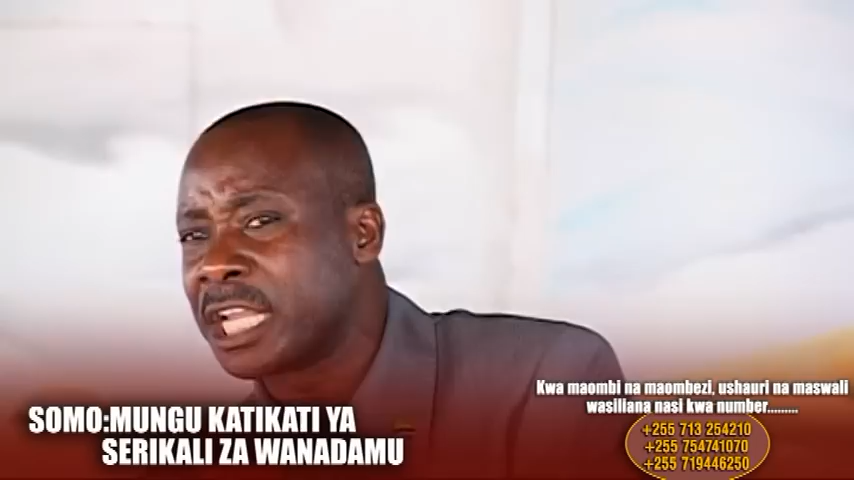 SOMO:MUNGU KATIKATI YA
SERIKALI ZA WANADAMU
Kwa maombi na maombezi, ushauri na maswali
wasiliana nasi kwa number.........
+255 713 254210
+255 754741070
+255 719446250